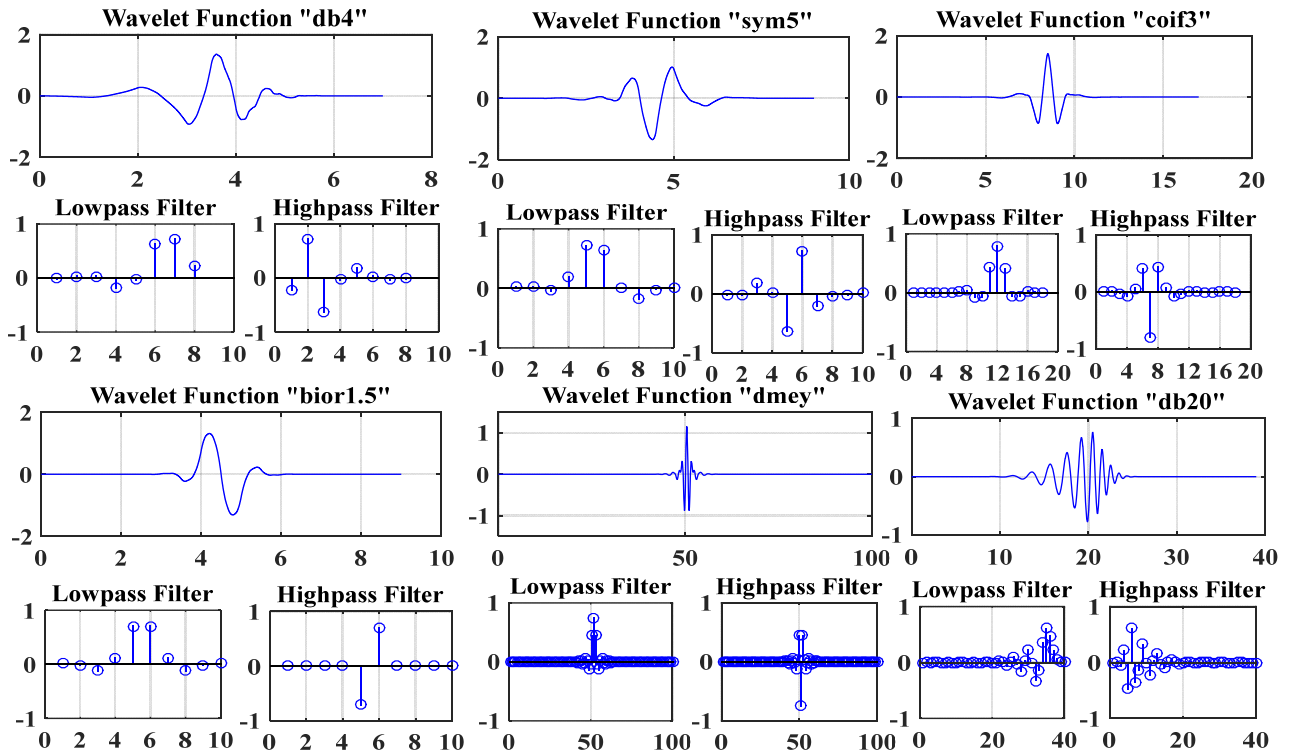 Wavelet Function "db4"
2
0
-2
0 2 4 6 8
Lowpass Filter
1
0
-1
0 2 4 6 8 10
Highpass Filter
1
0
-1
0 2 4 6 8 10
Wavelet Function "sym5"
2
0
-2
0 5 10
Lowpass Filter
1
0
-1
0 2 4 6 8 10
Highpass Filter
1
0
-1
0 2 4 6 8 10
Wavelet Function "coif3"
2
0
-2
0 5 10 15 20
Lowpass Filter
1
0
-1
0 4 8 12 16 20
Highpass Filter
1
0
-1
0 4 8 12 16 20
Wavelet Function "bior1.5"
2
0
-2
0 2 4 6 8 10
Lowpass Filter
1
0
-1
0 2 4 6 8 10
Highpass Filter
1
0
-1
0 2 4 6 8 10
Wavelet Function "dmey"
1
0
-1
0 50 100
Lowpass Filter
1
0
-1
0 50 100
Highpass Filter
1
0
-1
0 50 100
Wavelet Function "db20"
1
0
-1
0 10 20 30 40
Lowpass Filter
1
0
-1
0 20 40
Highpass Filter
1
0
-1
0 20 40